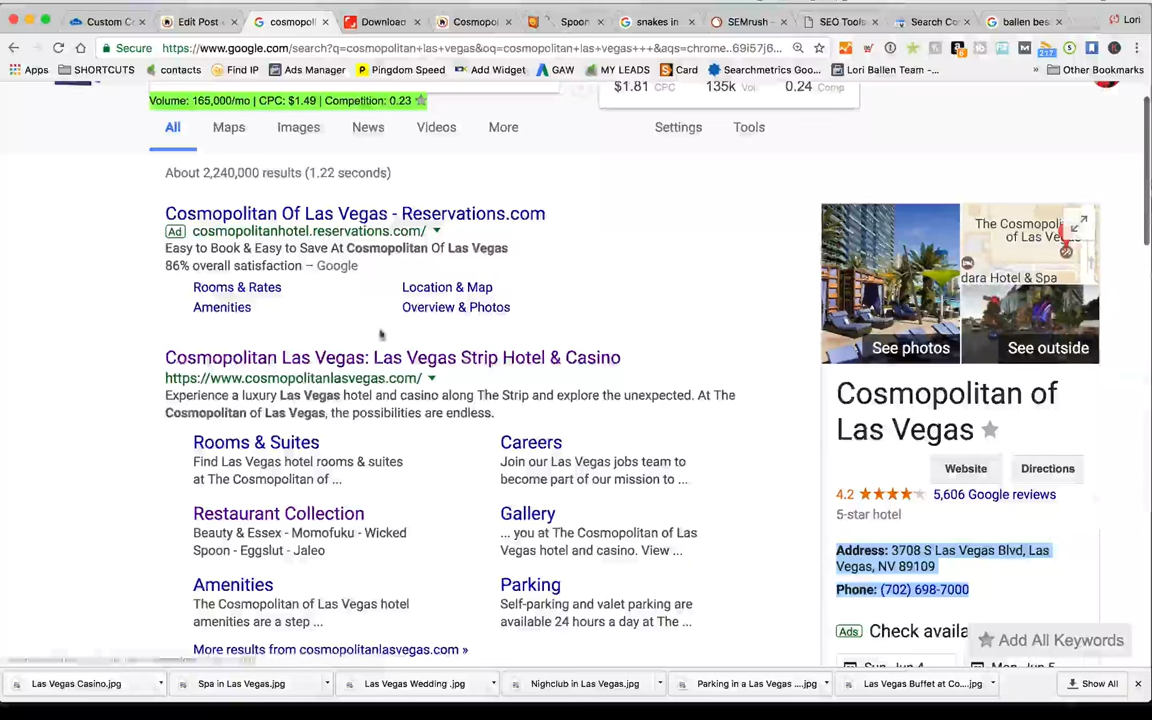 Custom C
Edit Post
cosmopol
Download
Cosmopo
Spoon
snakes in
SEMrush
SEO Tools
Search Co
ballen bes
Lori
Secure
https://www.google.com/search?q=cosmopolitan+las+vegas&oq=cosmopolitan+las+vegas+++&aqs=chrome..69i57j6...
217
Apps
SHORTCUTS
contacts
Find IP
Ads Manager
Pingdom Speed
Add Widget
GAW
MY LEADS
Card
Searchmetrics Goo...
Lori Ballen Team -...
»
Other Bookmarks
Volume: 165,000/mo | CPC: $1.49 | Competition: 0.23
$1.81 CPC 135k Vol 0.24 Comp
All
Maps
Images
News
Videos
More
Settings
Tools
About 2,240,000 results (1.22 seconds)
Cosmopolitan Of Las Vegas - Reservations.com
Ad cosmopolitanhotel.reservations.com/
Easy to Book & Easy to Save At Cosmopolitan Of Las Vegas
86% overall satisfaction – Google
Rooms & Rates
Location & Map
Amenities
Overview & Photos
Cosmopolitan Las Vegas: Las Vegas Strip Hotel & Casino
https://www.cosmopolitanlasvegas.com/
Experience a luxury Las Vegas hotel and casino along The Strip and explore the unexpected. At The
Cosmopolitan of Las Vegas, the possibilities are endless.
Rooms & Suites
Find Las Vegas hotel rooms & suites
at The Cosmopolitan of ...
Careers
Join our Las Vegas jobs team to
become part of our mission to ...
Restaurant Collection
Beauty & Essex - Momofuku - Wicked
Spoon - Eggslut - Jaleo
Gallery
... you at The Cosmopolitan of Las
Vegas hotel and casino. View ...
Amenities
The Cosmopolitan of Las Vegas hotel
amenities are a step ...
Parking
Self-parking and valet parking are
available 24 hours a day at The ...
More results from cosmopolitanlasvegas.com »
The Cosmopoli
of Las Ve
dara Hotel & Spa
See photos
See outside
Cosmopolitan of
Las Vegas
Website
Directions
4.2
5,606 Google reviews
5-star hotel
Address: 3708 S Las Vegas Blvd, Las
Vegas, NV 89109
Phone: (702) 698-7000
Ads Check availa
Add All Keywords
Sun, Jun 4
Mon, Jun 5
Las Vegas Casino.jpg
Spa in Las Vegas.jpg
Las Vegas Wedding .jpg
Nighclub in Las Vegas.jpg
Parking in a Las Vegas ....jpg
Las Vegas Buffet at Co....jpg
Show All